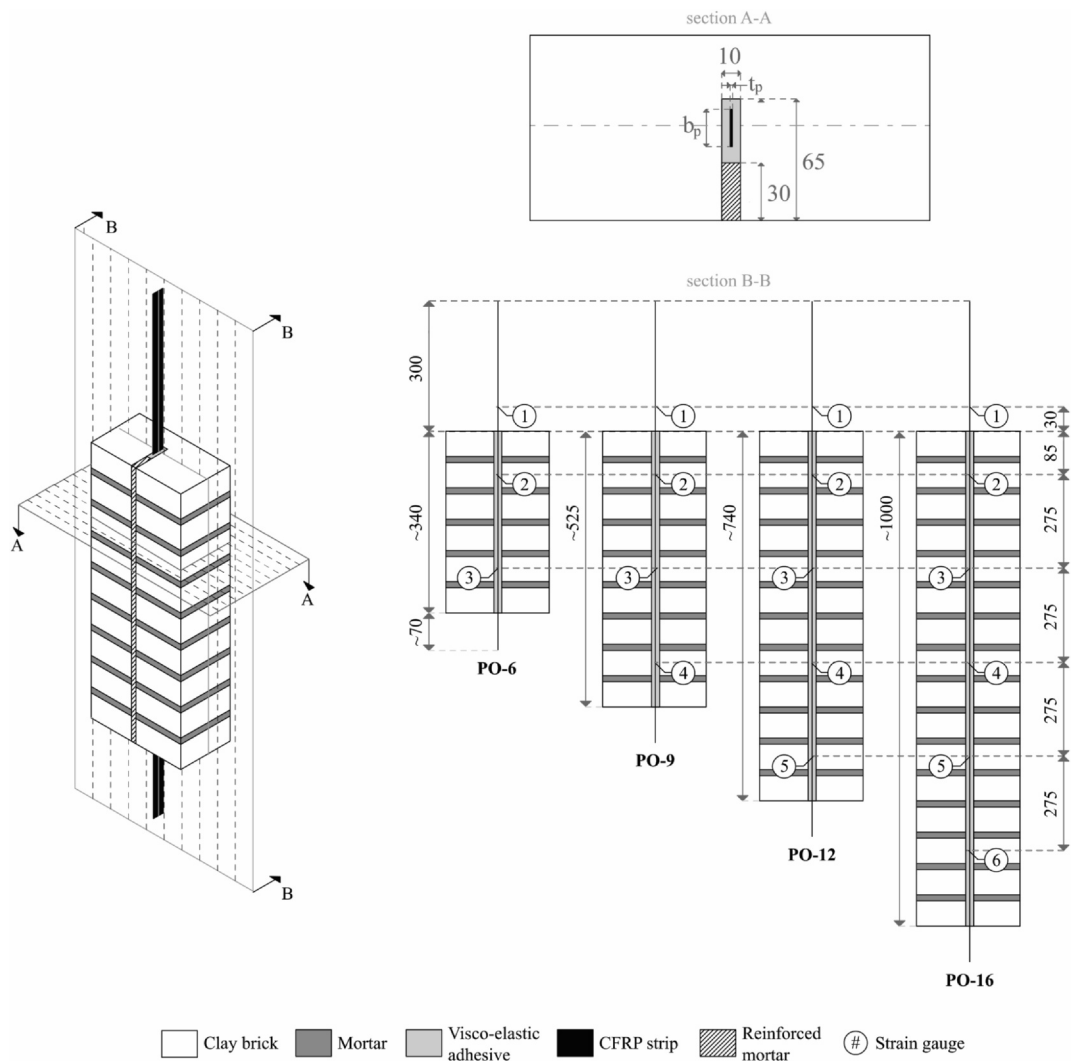 section A-A
10
tp
bp
65
30
section B-B
B
B
A
A
B
300
~340
~70
1
2
3
PO-6
~525
1
2
3
4
PO-9
~740
1
2
3
4
5
PO-12
~1000
1
2
3
4
5
6
PO-16
30
85
275
275
275
275
Clay brick
Mortar
Visco-elastic
adhesive
CFRP strip
Reinforced
mortar
# Strain gauge